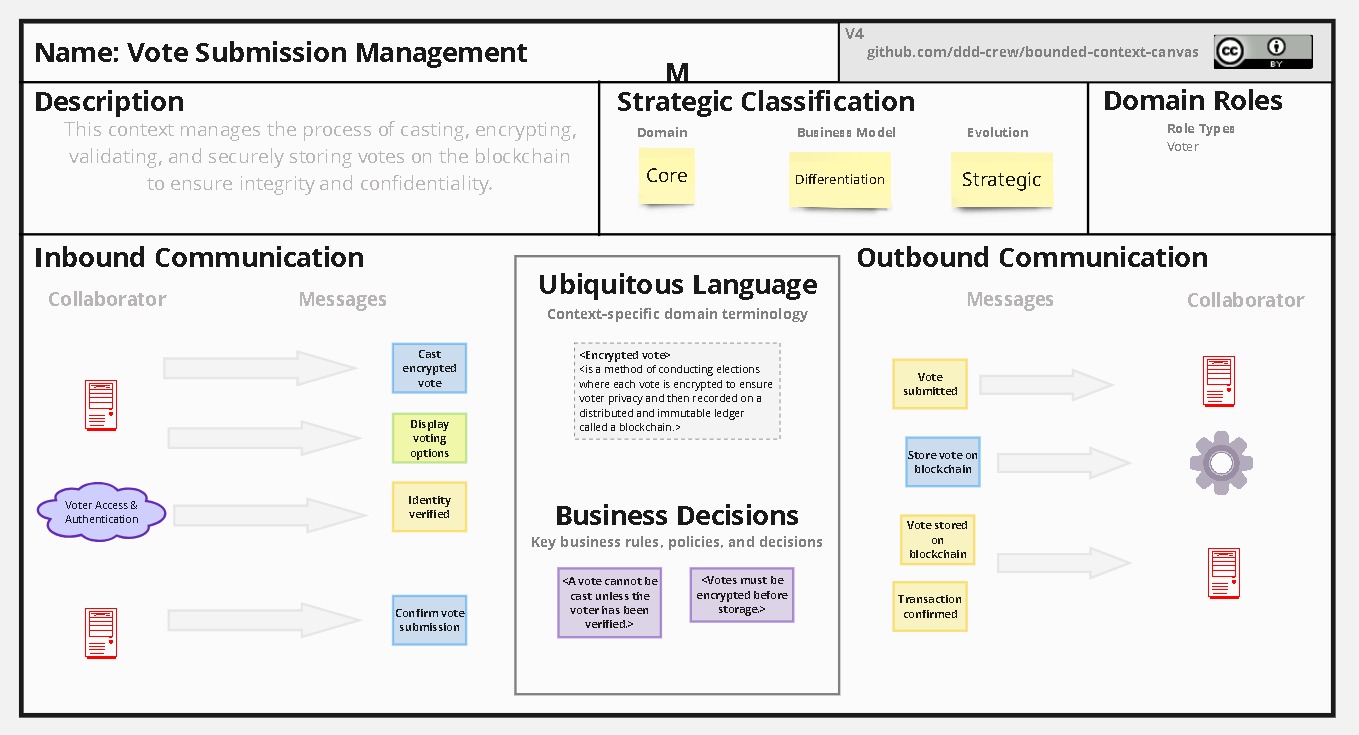 Name: Vote Submission Management
M
V4
github.com/ddd-crew/bounded-context-canvas
cc
BY
Description
This context manages the process of casting, encrypting,
validating, and securely storing votes on the blockchain
to ensure integrity and confidentiality.
Strategic Classification
Domain
Business Model
Evolution
Core
Differentiation
Strategic
Domain Roles
Role Types
Voter
Inbound Communication
Collaborator
Messages
Cast
encrypted
vote
Display
voting
options
Voter Access &
Authentication
Identity
verified
Confirm vote
submission
Ubiquitous Language
Context-specific domain terminology
<Encrypted vote>
<is a method of conducting elections
where each vote is encrypted to ensure
voter privacy and then recorded on a
distributed and immutable ledger
called a blockchain.>
Business Decisions
Key business rules, policies, and decisions
<A vote cannot be
cast unless the
voter has been
verified.>
<Votes must be
encrypted before
storage.>
Outbound Communication
Messages
Collaborator
Vote
submitted
Store vote on
blockchain
Vote stored
on
blockchain
Transaction
confirmed